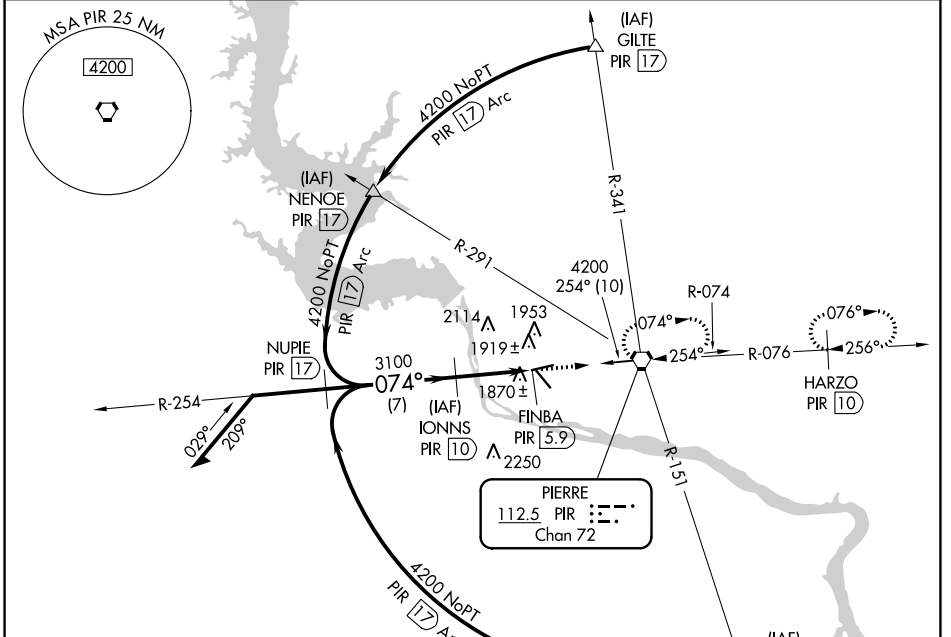 MSA PIR 25 NM
4200
(IAF)
GILTE
PIR 17
4200 NoPT
PIR 17 Arc
(IAF)
NENOE
PIR 17
R-341
R-291
4200 NoPT
PIR 17 Arc
4200
254° (10)
R-074
2114
1953
1919±
074°
254°
R-076
076°
256°
HARZO
PIR 10
NUPIE
PIR 17
3100
074°
(7)
1870±
R-254
029°
209°
(IAF)
IONNS
PIR 10
FINBA
PIR 5.9
2250
R-151
PIERRE
112.5 PIR
Chan 72
4200 NoPT
PIR 17 Arc
(IAF)